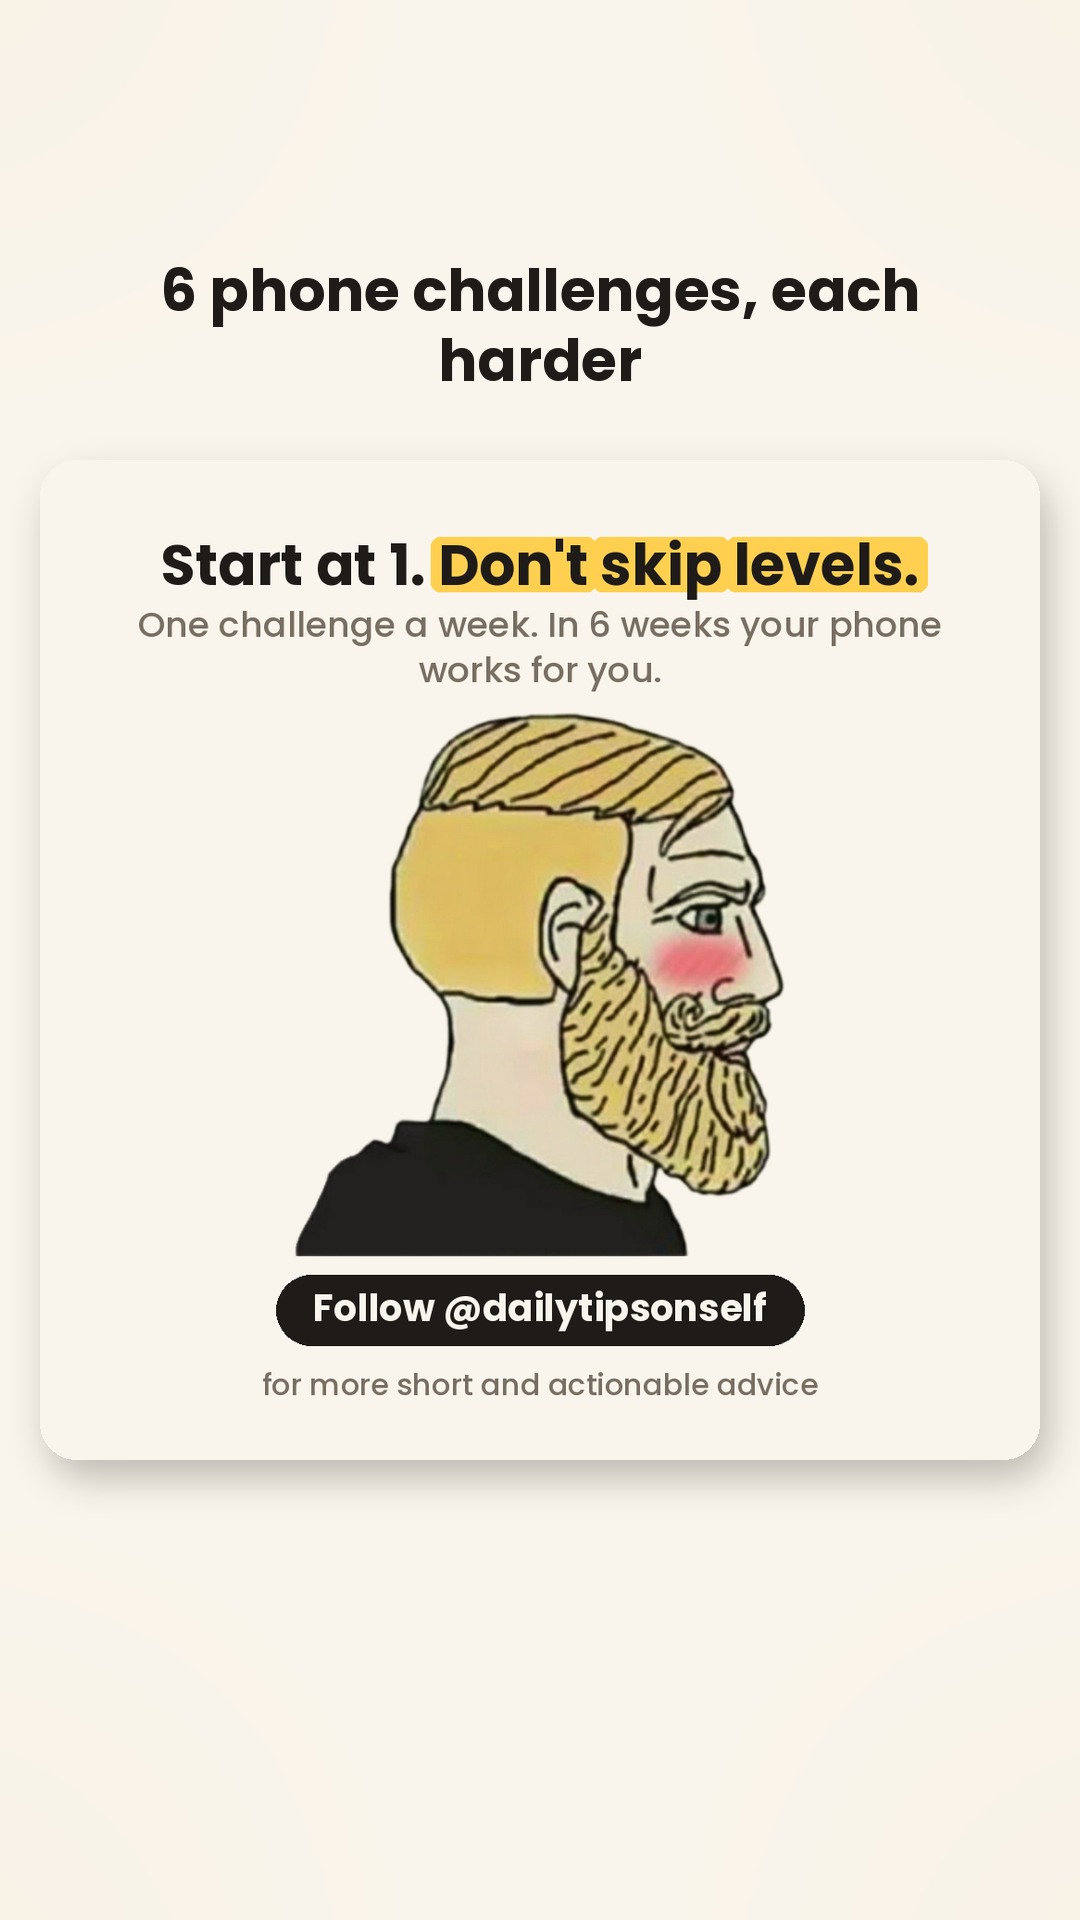 6 phone challenges, each
harder
Start at 1. Don't skip levels.
One challenge a week. In 6 weeks your phone
works for you.
Follow @dailytipsonself
for more short and actionable advice